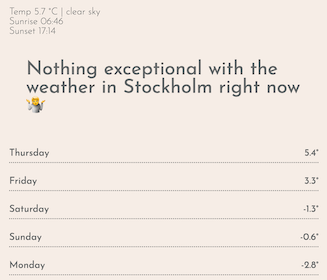 Temp 5.7 °C | clear sky
Sunrise 06:46
Sunset 17:14
Nothing exceptional with the
weather in Stockholm right now
🤷
Thursday 5.4°
Friday 3.3°
Saturday -1.3°
Sunday -0.6°
Monday -2.8°